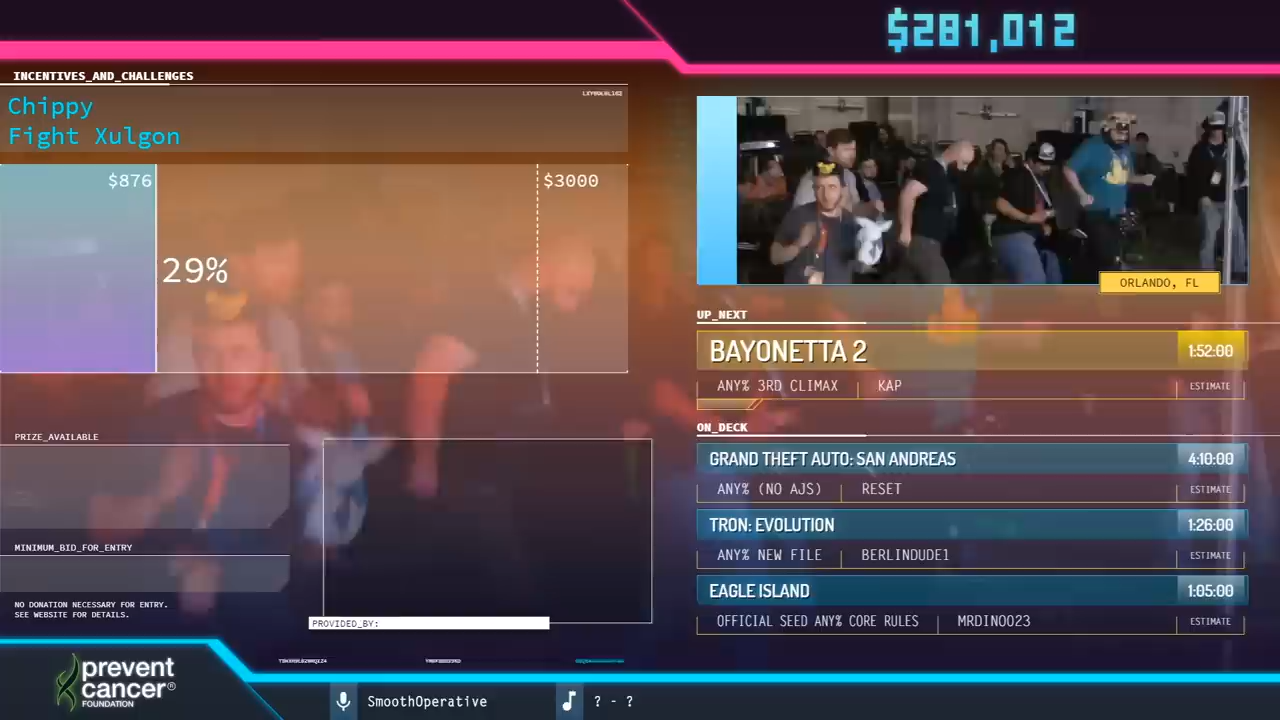 $281,012
INCENTIVES_AND_CHALLENGES
Chippy
Fight Xulgon
$876
$3000
29%
ORLANDO, FL
UP_NEXT
BAYONETTA 2
1:52:00
ANY% 3RD CLIMAX
KAP
ESTIMATE
ON_DECK
GRAND THEFT AUTO: SAN ANDREAS
4:10:00
ANY% (NO AJS)
RESET
ESTIMATE
TRON: EVOLUTION
1:26:00
ANY% NEW FILE
BERLINDUDE1
ESTIMATE
EAGLE ISLAND
1:05:00
OFFICIAL SEED ANY% CORE RULES
MRDINO023
ESTIMATE
PRIZE_AVAILABLE
MINIMUM_BID_FOR_ENTRY
NO DONATION NECESSARY FOR ENTRY.
SEE WEBSITE FOR DETAILS.
PROVIDED_BY:
prevent
cancer®
FOUNDATION
SmoothOperative
? - ?